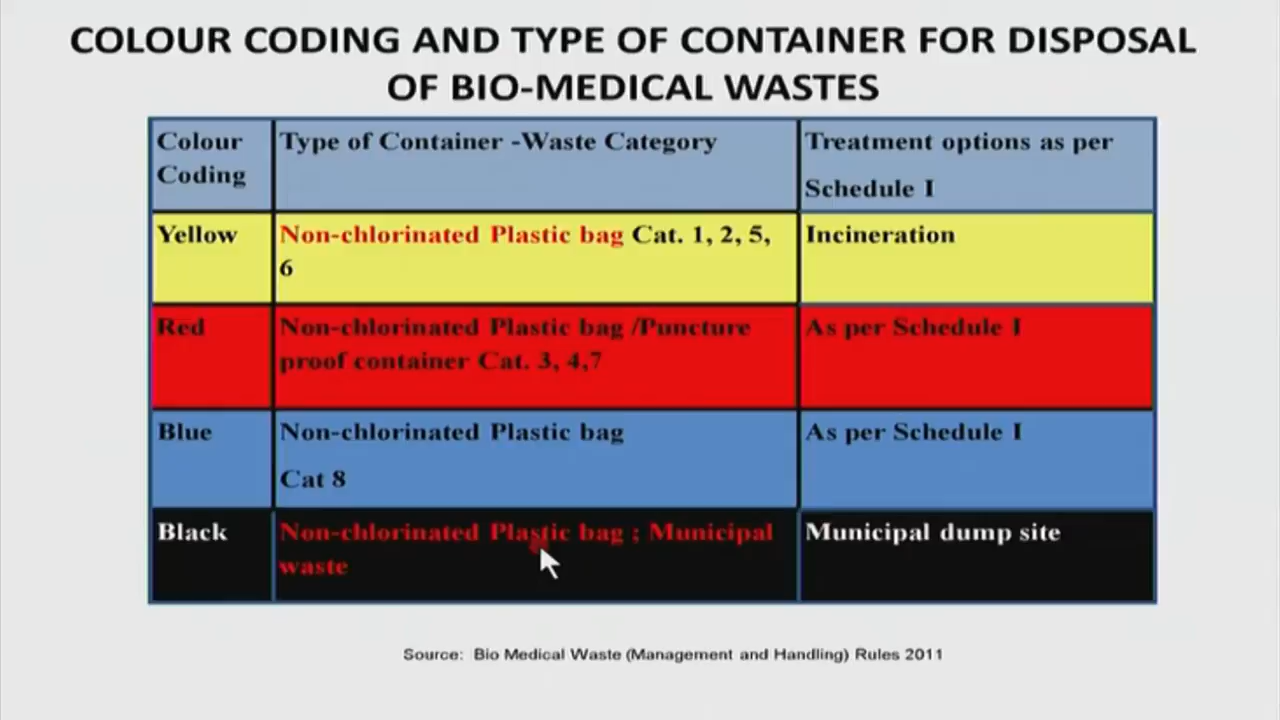 COLOUR CODING AND TYPE OF CONTAINER FOR DISPOSAL
OF BIO-MEDICAL WASTES
Colour
Coding
Type of Container -Waste Category
Treatment options as per
Schedule I
Yellow
Non-chlorinated Plastic bag Cat. 1, 2, 5,
6
Incineration
Red
Non-chlorinated Plastic bag /Puncture
proof container Cat. 3, 4,7
As per Schedule I
Blue
Non-chlorinated Plastic bag
Cat 8
As per Schedule I
Black
Non-chlorinated Plastic bag ; Municipal
waste
Municipal dump site
Source: Bio Medical Waste (Management and Handling) Rules 2011